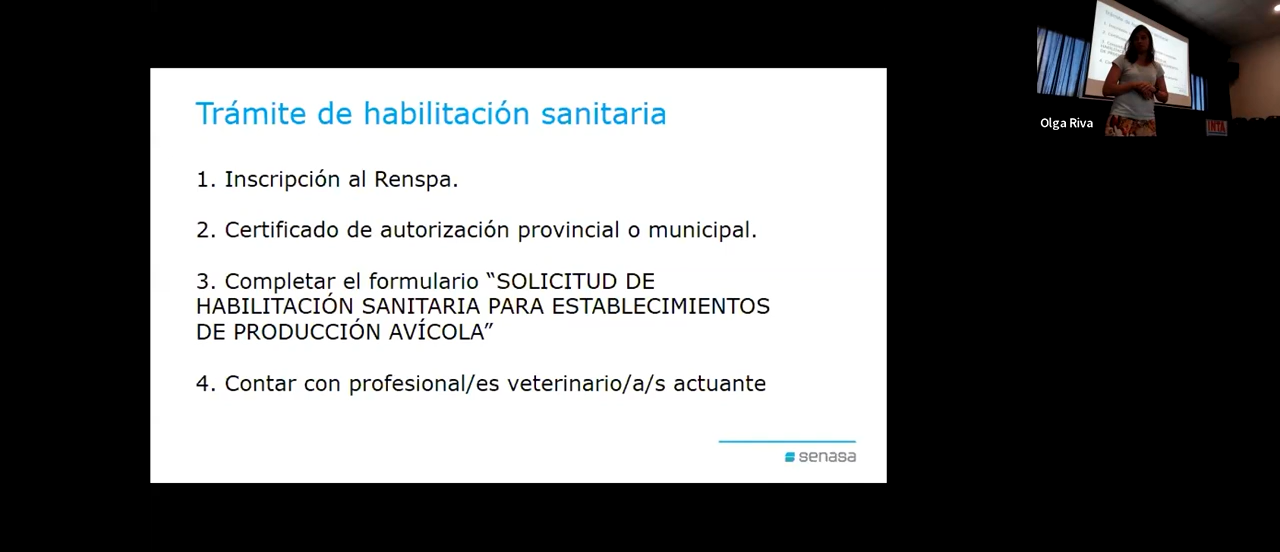 Trámite de habilitación sanitaria
1. Inscripción al Renspa.
2. Certificado de autorización provincial o municipal.
3. Completar el formulario “SOLICITUD DE
HABILITACIÓN SANITARIA PARA ESTABLECIMIENTOS
DE PRODUCCIÓN AVÍCOLA”
4. Contar con profesional/es veterinario/a/s actuante
senasa
Olga Riva
INTA